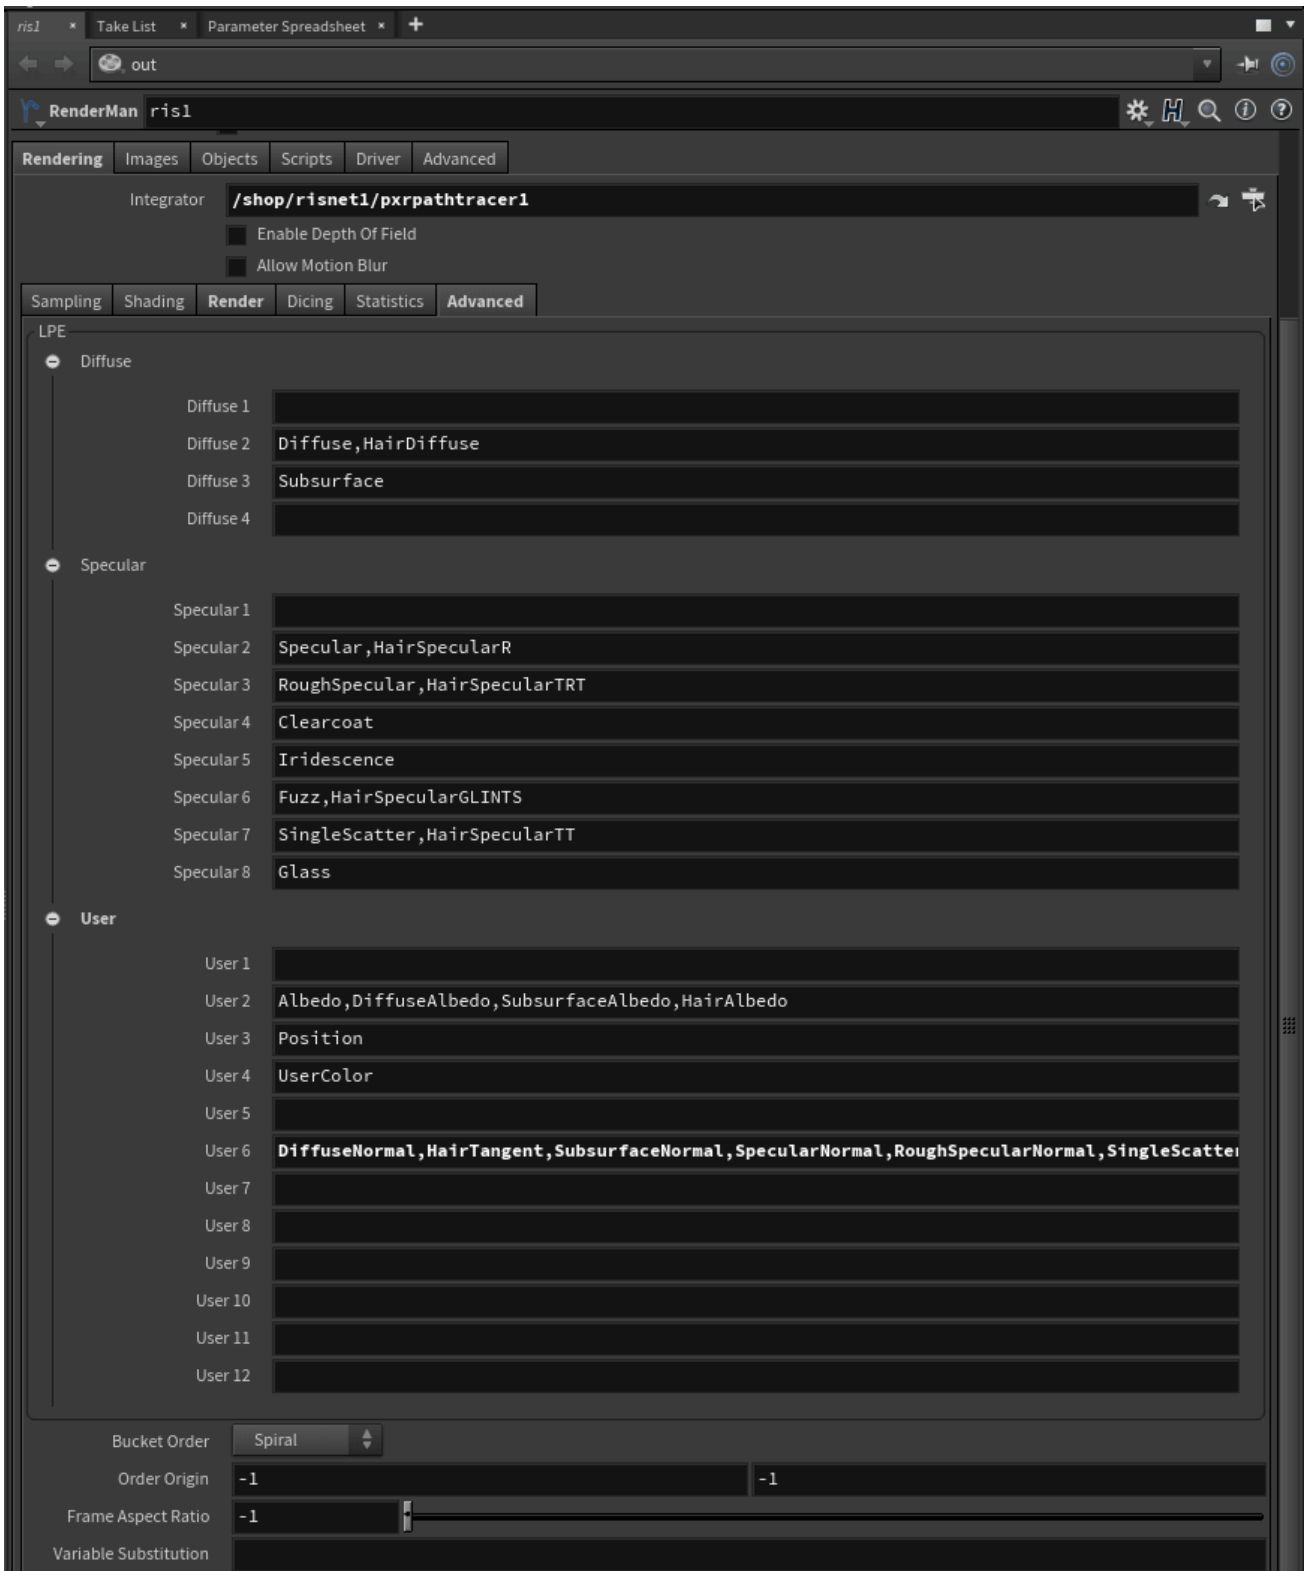 ris1 Take List Parameter Spreadsheet
out
RenderMan ris1
Rendering Images Objects Scripts Driver Advanced
Integrator /shop/risnet1/pxrpathtracer1
Enable Depth Of Field
Allow Motion Blur
Sampling Shading Render Dicing Statistics Advanced
LPE
Diffuse
Diffuse 1
Diffuse 2 Diffuse,HairDiffuse
Diffuse 3 Subsurface
Diffuse 4
Specular
Specular 1
Specular 2 Specular,HairSpecularR
Specular 3 RoughSpecular,HairSpecularTRT
Specular 4 Clearcoat
Specular 5 Iridescence
Specular 6 Fuzz,HairSpecularGLINTS
Specular 7 SingleScatter,HairSpecularTT
Specular 8 Glass
User
User 1
User 2 Albedo,DiffuseAlbedo,SubsurfaceAlbedo,HairAlbedo
User 3 Position
User 4 UserColor
User 5
User 6 DiffuseNormal,HairTangent,SubsurfaceNormal,SpecularNormal,RoughSpecularNormal,SingleScatter
User 7
User 8
User 9
User 10
User 11
User 12
Bucket Order Spiral
Order Origin -1 -1
Frame Aspect Ratio -1
Variable Substitution